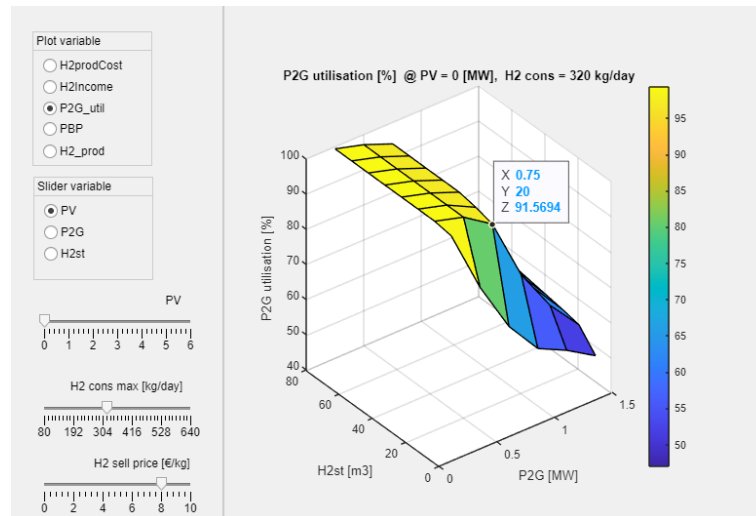 Plot variable
H2prodCost
H2Income
P2G_util
PBP
H2_prod
Slider variable
PV
P2G
H2st
PV
0 1 2 3 4 5 6
H2 cons max [kg/day]
80 192 304 416 528 640
H2 sell price [€/kg]
0 2 4 6 8 10
P2G utilisation [%] @ PV = 0 [MW], H2 cons = 320 kg/day
X 0.75
Y 20
Z 91.5694
P2G utilisation [%]
100
90
80
70
60
50
40
80
60
40
20
0
H2st [m3]
0
0.5
1
1.5
P2G [MW]
95
90
85
80
75
70
65
60
55
50